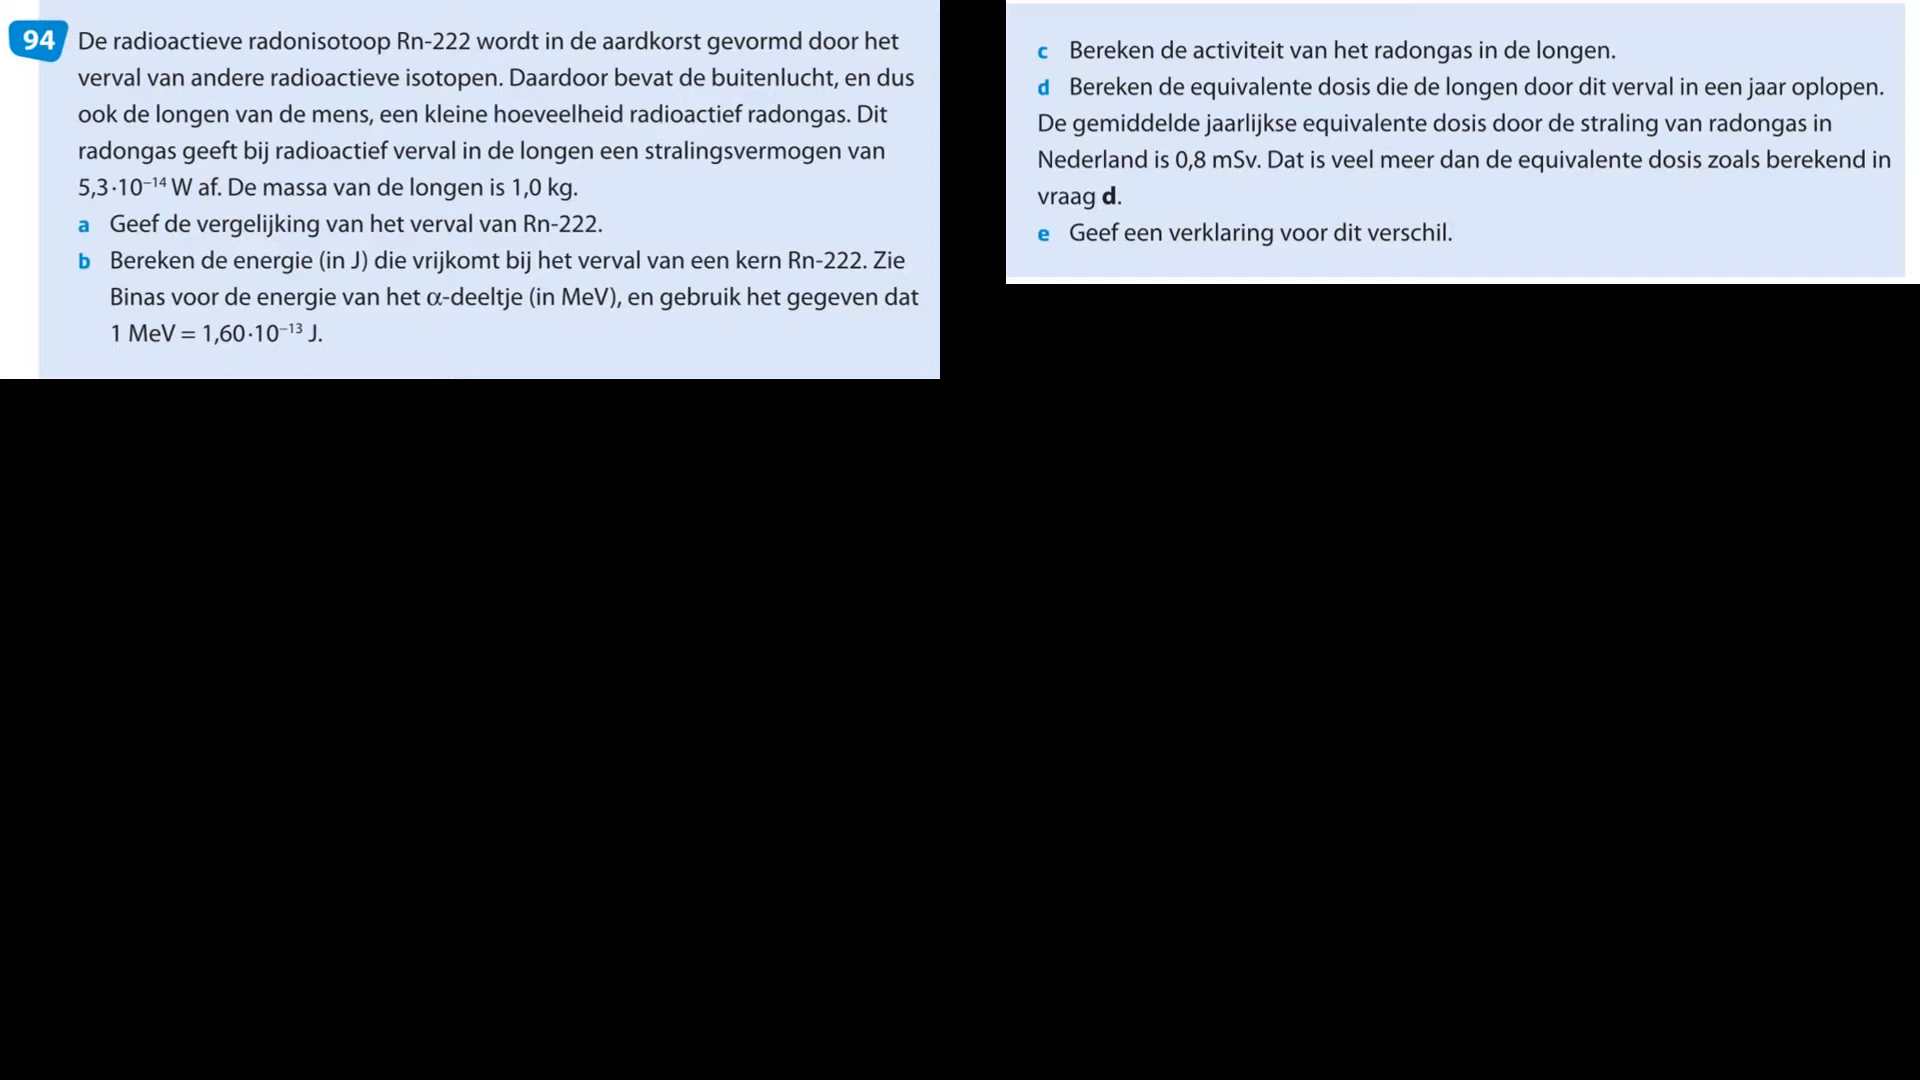 94 De radioactieve radonisotoop Rn-222 wordt in de aardkorst gevormd door het
verval van andere radioactieve isotopen. Daardoor bevat de buitenlucht, en dus
ook de longen van de mens, een kleine hoeveelheid radioactief radongas. Dit
radongas geeft bij radioactief verval in de longen een stralingsvermogen van
5,3·10⁻¹⁴ W af. De massa van de longen is 1,0 kg.
a Geef de vergelijking van het verval van Rn-222.
b Bereken de energie (in J) die vrijkomt bij het verval van een kern Rn-222. Zie
Binas voor de energie van het α-deeltje (in MeV), en gebruik het gegeven dat
1 MeV = 1,60·10⁻¹³ J.
c Bereken de activiteit van het radongas in de longen.
d Bereken de equivalente dosis die de longen door dit verval in een jaar oplopen.
De gemiddelde jaarlijkse equivalente dosis door de straling van radongas in
Nederland is 0,8 mSv. Dat is veel meer dan de equivalente dosis zoals berekend in
vraag d.
e Geef een verklaring voor dit verschil.